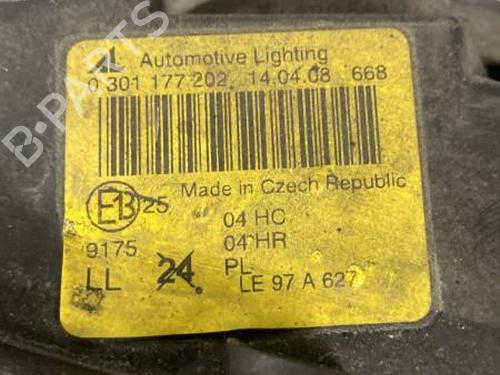 Automotive Lighting
0 301 177 202 14.04.08 668
Made in Czech Republic
E13 25
04 HC
9175 04 HR
LL 24 PL
LE 97 A 627
B-PARTS